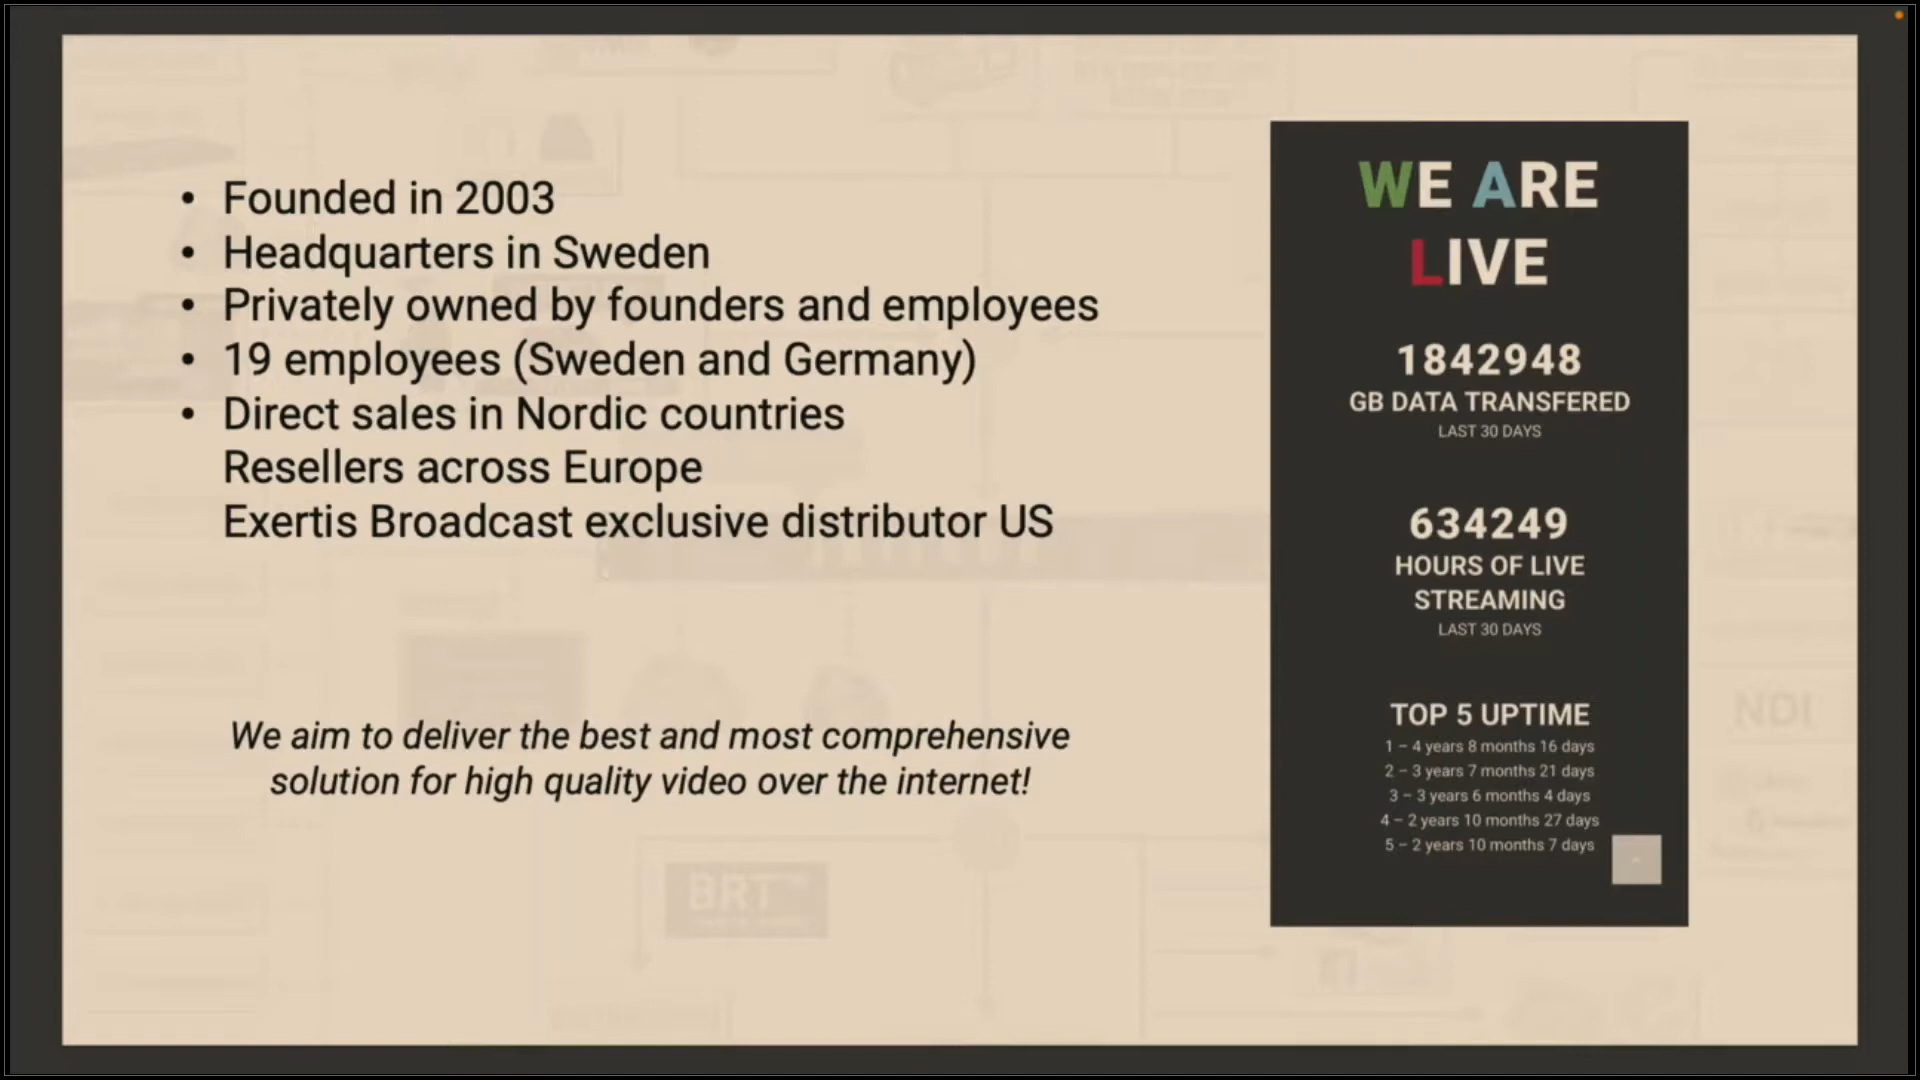 • Founded in 2003
• Headquarters in Sweden
• Privately owned by founders and employees
• 19 employees (Sweden and Germany)
• Direct sales in Nordic countries
Resellers across Europe
Exertis Broadcast exclusive distributor US
We aim to deliver the best and most comprehensive
solution for high quality video over the internet!
WE ARE
LIVE
1842948
GB DATA TRANSFERED
LAST 30 DAYS
634249
HOURS OF LIVE
STREAMING
LAST 30 DAYS
TOP 5 UPTIME
1 – 4 years 8 months 16 days
2 – 3 years 7 months 21 days
3 – 3 years 6 months 4 days
4 – 2 years 10 months 27 days
5 – 2 years 10 months 7 days
NDI
BRT